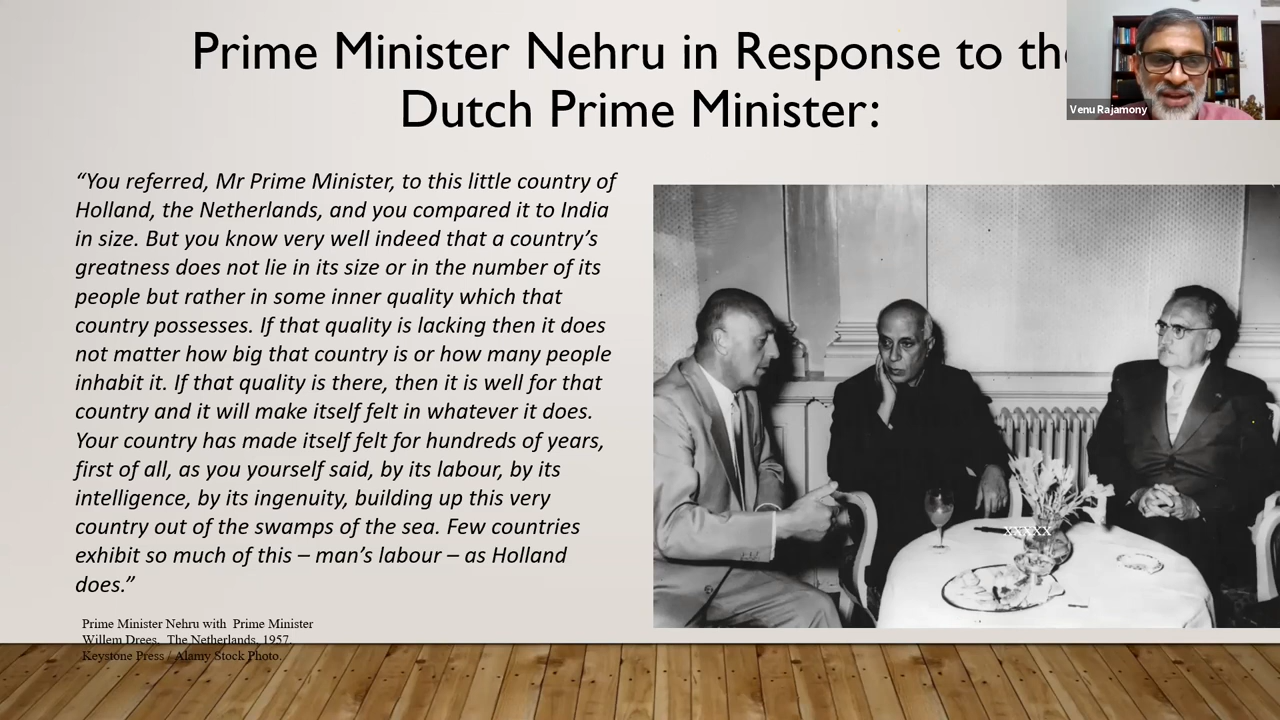 Prime Minister Nehru in Response to the
Dutch Prime Minister:
Venu Rajamony
“You referred, Mr Prime Minister, to this little country of
Holland, the Netherlands, and you compared it to India
in size. But you know very well indeed that a country’s
greatness does not lie in its size or in the number of its
people but rather in some inner quality which that
country possesses. If that quality is lacking then it does
not matter how big that country is or how many people
inhabit it. If that quality is there, then it is well for that
country and it will make itself felt in whatever it does.
Your country has made itself felt for hundreds of years,
first of all, as you yourself said, by its labour, by its
intelligence, by its ingenuity, building up this very
country out of the swamps of the sea. Few countries
exhibit so much of this – man’s labour – as Holland
does.”
xxxxx
Prime Minister Nehru with Prime Minister
Willem Drees, The Netherlands, 1957.
Keystone Press / Alamy Stock Photo.